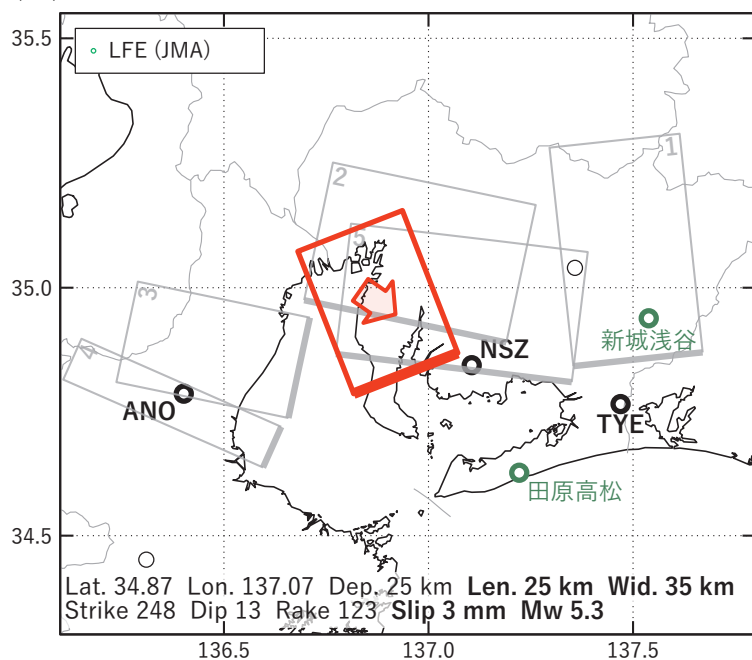 35.5
LFE (JMA)
1
2
5
35.0
3
新城浅谷
NSZ
4
ANO
TYE
田原高松
34.5
Lat. 34.87 Lon. 137.07 Dep. 25 km Len. 25 km Wid. 35 km
Strike 248 Dip 13 Rake 123 Slip 3 mm Mw 5.3
136.5 137.0 137.5